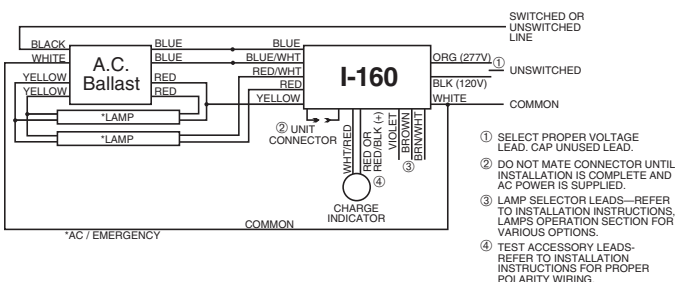 SWITCHED OR
UNSWITCHED
LINE
BLACK
BLUE
BLUE
WHITE
BLUE
BLUE/WHT
ORG (277V)
①
A.C.
Ballast
I-160
UNSWITCHED
YELLOW
RED
RED/WHT
YELLOW
RED
RED
BLK (120V)
YELLOW
WHITE
COMMON
*LAMP
*LAMP
② UNIT
CONNECTOR
WHT/RED
RED OR
RED/BLK (+)
④
VIOLET
BROWN
BRN/WHT
③
CHARGE
INDICATOR
COMMON
*AC / EMERGENCY
① SELECT PROPER VOLTAGE
LEAD. CAP UNUSED LEAD.
② DO NOT MATE CONNECTOR UNTIL
INSTALLATION IS COMPLETE AND
AC POWER IS SUPPLIED.
③ LAMP SELECTOR LEADS—REFER
TO INSTALLATION INSTRUCTIONS,
LAMPS OPERATION SECTION FOR
VARIOUS OPTIONS.
④ TEST ACCESSORY LEADS-
REFER TO INSTALLATION
INSTRUCTIONS FOR PROPER
POLARITY WIRING.